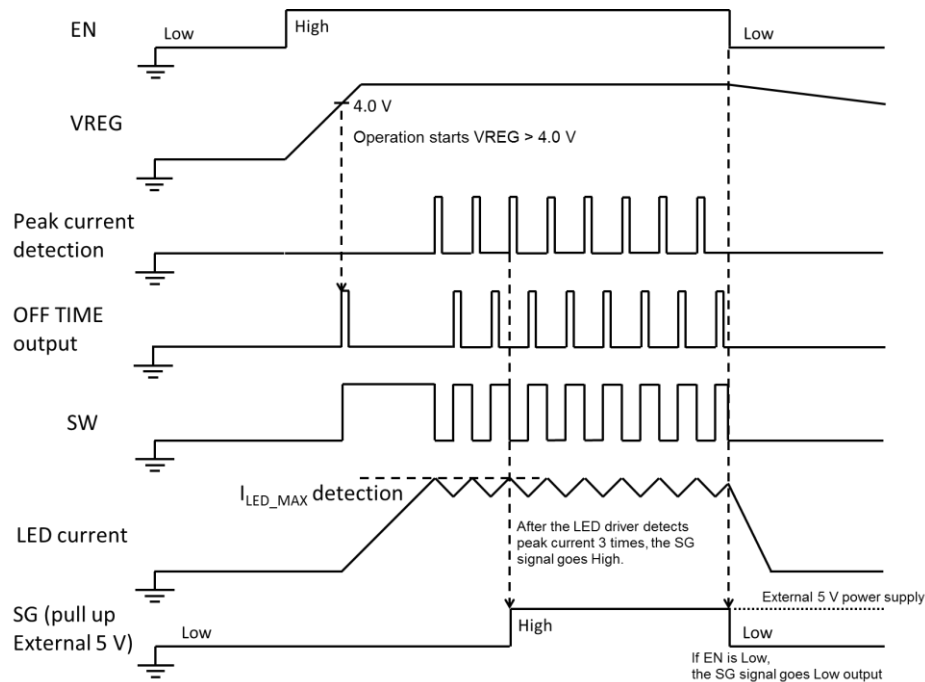 EN
Low
High
Low
VREG
4.0 V
Operation starts VREG > 4.0 V
Peak current
detection
OFF TIME
output
SW
ILED_MAX detection
LED current
After the LED driver detects
peak current 3 times, the SG
signal goes High.
SG (pull up
External 5 V)
Low
High
External 5 V power supply
Low
If EN is Low,
the SG signal goes Low output